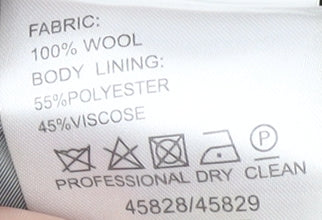 FABRIC:
100% WOOL
BODY LINING:
55%POLYESTER
45%VISCOSE
P
PROFESSIONAL DRY CLEAN
45828/45829